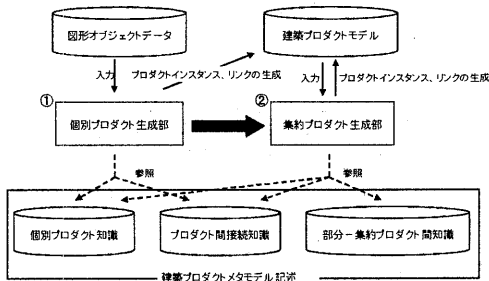 図形オブジェクトデータ
建築プロダクトモデル
入力
プロダクトインスタンス、リンクの生成
入力
プロダクトインスタンス、リンクの生成
①
個別プロダクト生成部
②
集約プロダクト生成部
参照
参照
個別プロダクト知識
プロダクト間接続知識
部分－集約プロダクト間知識
建築プロダクトメタモデル記述